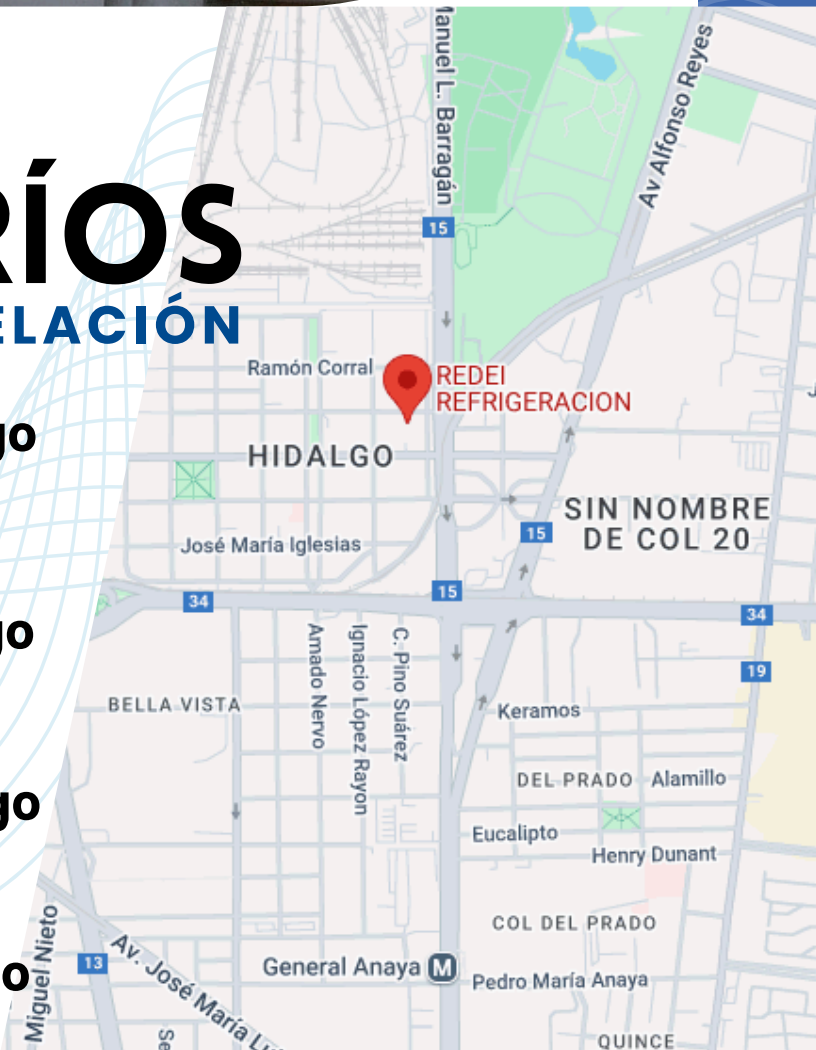 Manuel L. Barragán
Av Alfonso Reyes
15
RÍOS
ELACIÓN
Ramón Corral
REDEI
REFRIGERACION
go
HIDALGO
SIN NOMBRE
DE COL 20
15
José María Iglesias
15
34
34
go
Amado Nervo
Ignacio López Rayon
C. Pino Suárez
19
BELLA VISTA
Keramos
DEL PRADO
Alamillo
go
Eucalipto
Henry Dunant
COL DEL PRADO
Miguel Nieto
13
Av. José María Lu
General Anaya M
Pedro María Anaya
o
Se
QUINCE